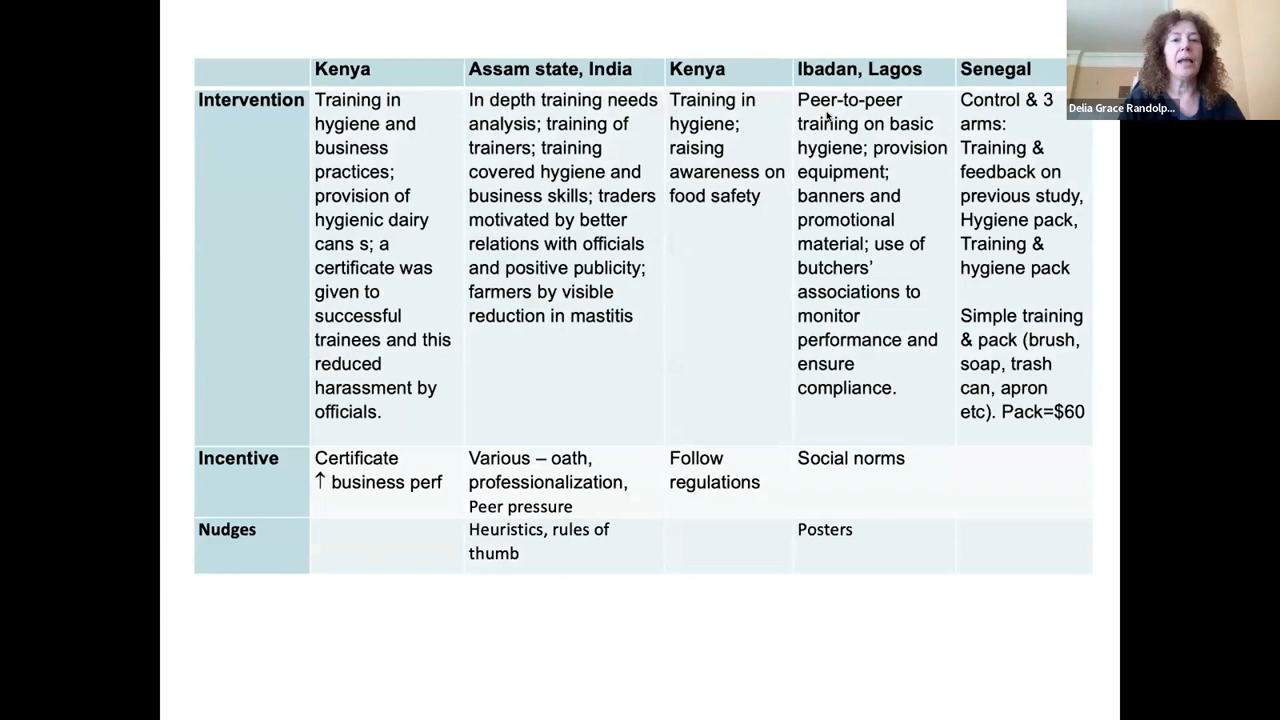 Kenya
Assam state, India
Kenya
Ibadan, Lagos
Senegal
Delia Grace Randolp...
Intervention
Training in
hygiene and
business
practices;
provision of
hygienic dairy
cans s; a
certificate was
given to
successful
trainees and this
reduced
harassment by
officials.
In depth training needs
analysis; training of
trainers; training
covered hygiene and
business skills; traders
motivated by better
relations with officials
and positive publicity;
farmers by visible
reduction in mastitis
Training in
hygiene;
raising
awareness on
food safety
Peer-to-peer
training on basic
hygiene; provision
equipment;
banners and
promotional
material; use of
butchers’
associations to
monitor
performance and
ensure
compliance.
Control & 3
arms:
Training &
feedback on
previous study,
Hygiene pack,
Training &
hygiene pack
Simple training
& pack (brush,
soap, trash
can, apron
etc). Pack=$60
Incentive
Certificate
↑ business perf
Various – oath,
professionalization,
Peer pressure
Follow
regulations
Social norms
Nudges
Heuristics, rules of
thumb
Posters